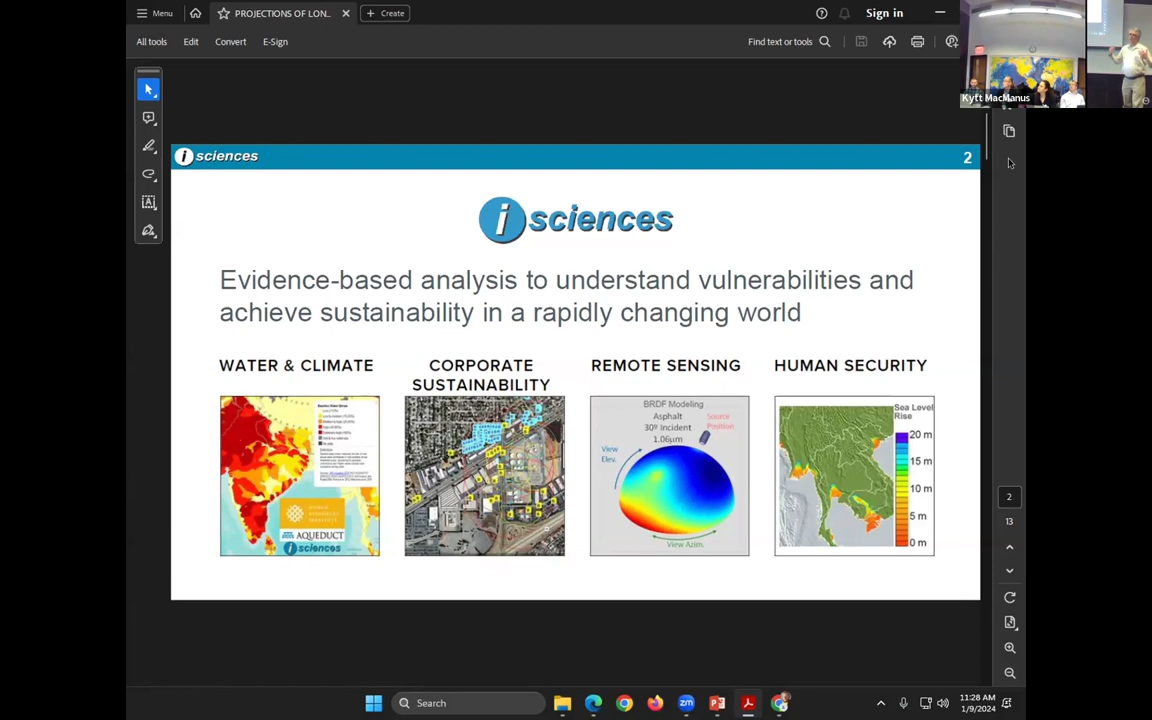 Menu
PROJECTIONS OF LON...
Create
Sign in
All tools
Edit
Convert
E-Sign
Find text or tools
Kytt MacManus
i sciences
2
i sciences
Evidence-based analysis to understand vulnerabilities and
achieve sustainability in a rapidly changing world
WATER & CLIMATE
CORPORATE
SUSTAINABILITY
REMOTE SENSING
HUMAN SECURITY
AQUEDUCT
i sciences
BRDF Modeling
Asphalt
30º Incident
1.06µm
Source
Position
View
Elev.
View Azim.
Sea Level
Rise
20 m
15 m
10 m
5 m
0 m
2
13
Search
11:28 AM
1/9/2024